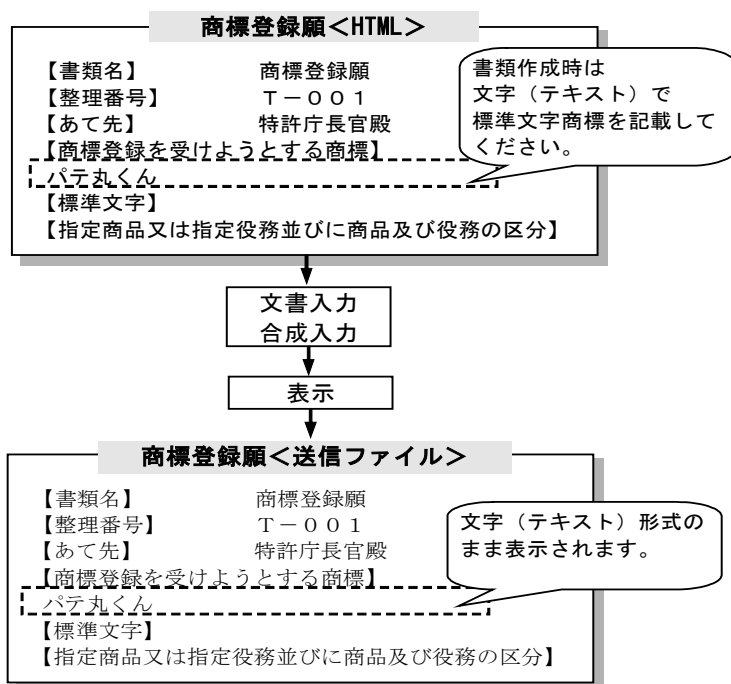 商標登録願＜HTML＞
【書類名】　　　　　商標登録願
【整理番号】　　　　Ｔ－００１
【あて先】　　　　　特許庁長官殿
【商標登録を受けようとする商標】
パテ丸くん
【標準文字】
【指定商品又は指定役務並びに商品及び役務の区分】
書類作成時は
文字（テキスト）で
標準文字商標を記載して
ください。
文書入力
合成入力
表示
商標登録願＜送信ファイル＞
【書類名】　　　　　商標登録願
【整理番号】　　　　Ｔ－００１
【あて先】　　　　　特許庁長官殿
【商標登録を受けようとする商標】
パテ丸くん
【標準文字】
【指定商品又は指定役務並びに商品及び役務の区分】
文字（テキスト）形式の
まま表示されます。